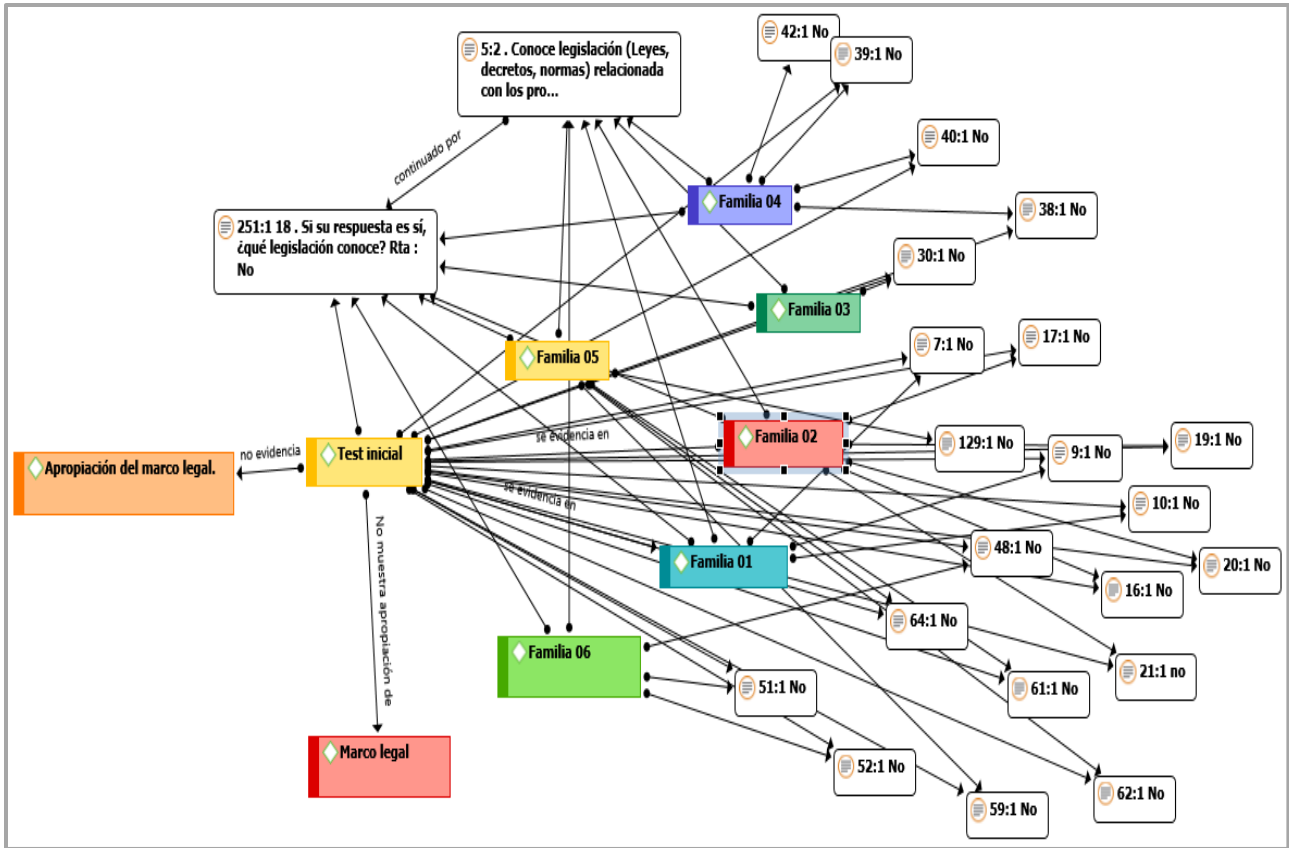 5:2 . Conoce legislación (Leyes,
decretos, normas) relacionada
con los pro...
42:1 No
39:1 No
40:1 No
continuado por
Familia 04
38:1 No
251:1 18 . Si su respuesta es sí,
¿qué legislación conoce? Rta :
No
30:1 No
Familia 03
7:1 No
17:1 No
Familia 05
se evidencia en
Familia 02
129:1 No
19:1 No
9:1 No
Apropiación del marco legal.
no evidencia
Test inicial
se evidencia en
10:1 No
48:1 No
20:1 No
Familia 01
16:1 No
No muestra apropiación de
64:1 No
Familia 06
21:1 no
51:1 No
61:1 No
Marco legal
52:1 No
62:1 No
59:1 No